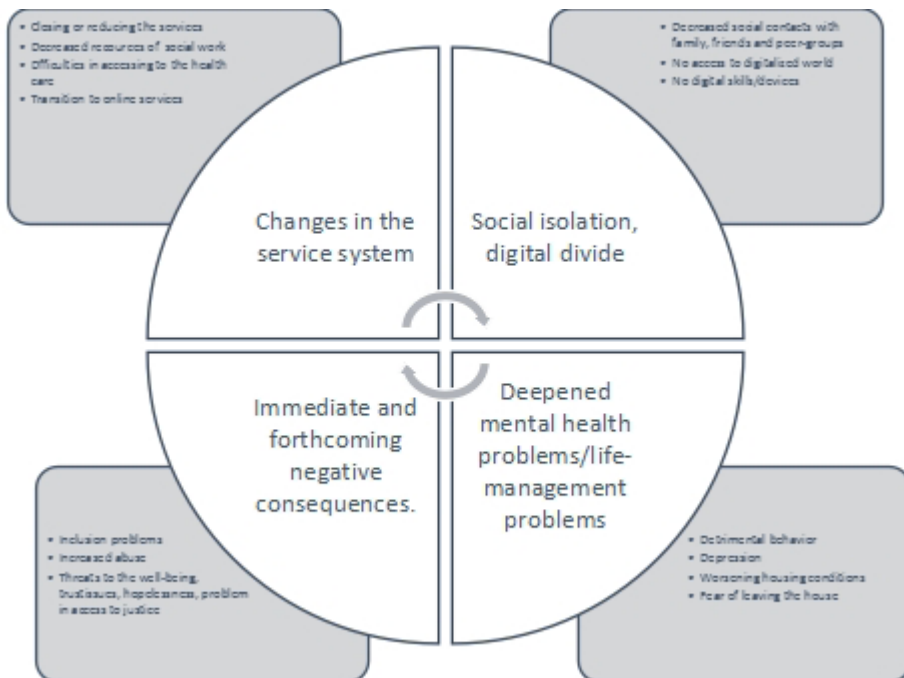 • Closing or reducing the services
• Decreased resources of social work
• Difficulties in accessing to the health
care
• Transition to online services
• Decreased social contacts with
family, friends and peer-groups
• No access to digitalised world
• No digital skills/devices
Changes in the
service system
Social isolation,
digital divide
Immediate and
forthcoming
negative
consequences.
Deepened
mental health
problems/life-
management
problems
• Inclusion problems
• Increased abuse
• Threats to the well-being,
trust issues, hopelessness, problem
in access to justice
• Detrimental behavior
• Depression
• Worsening housing conditions
• Fear of leaving the house